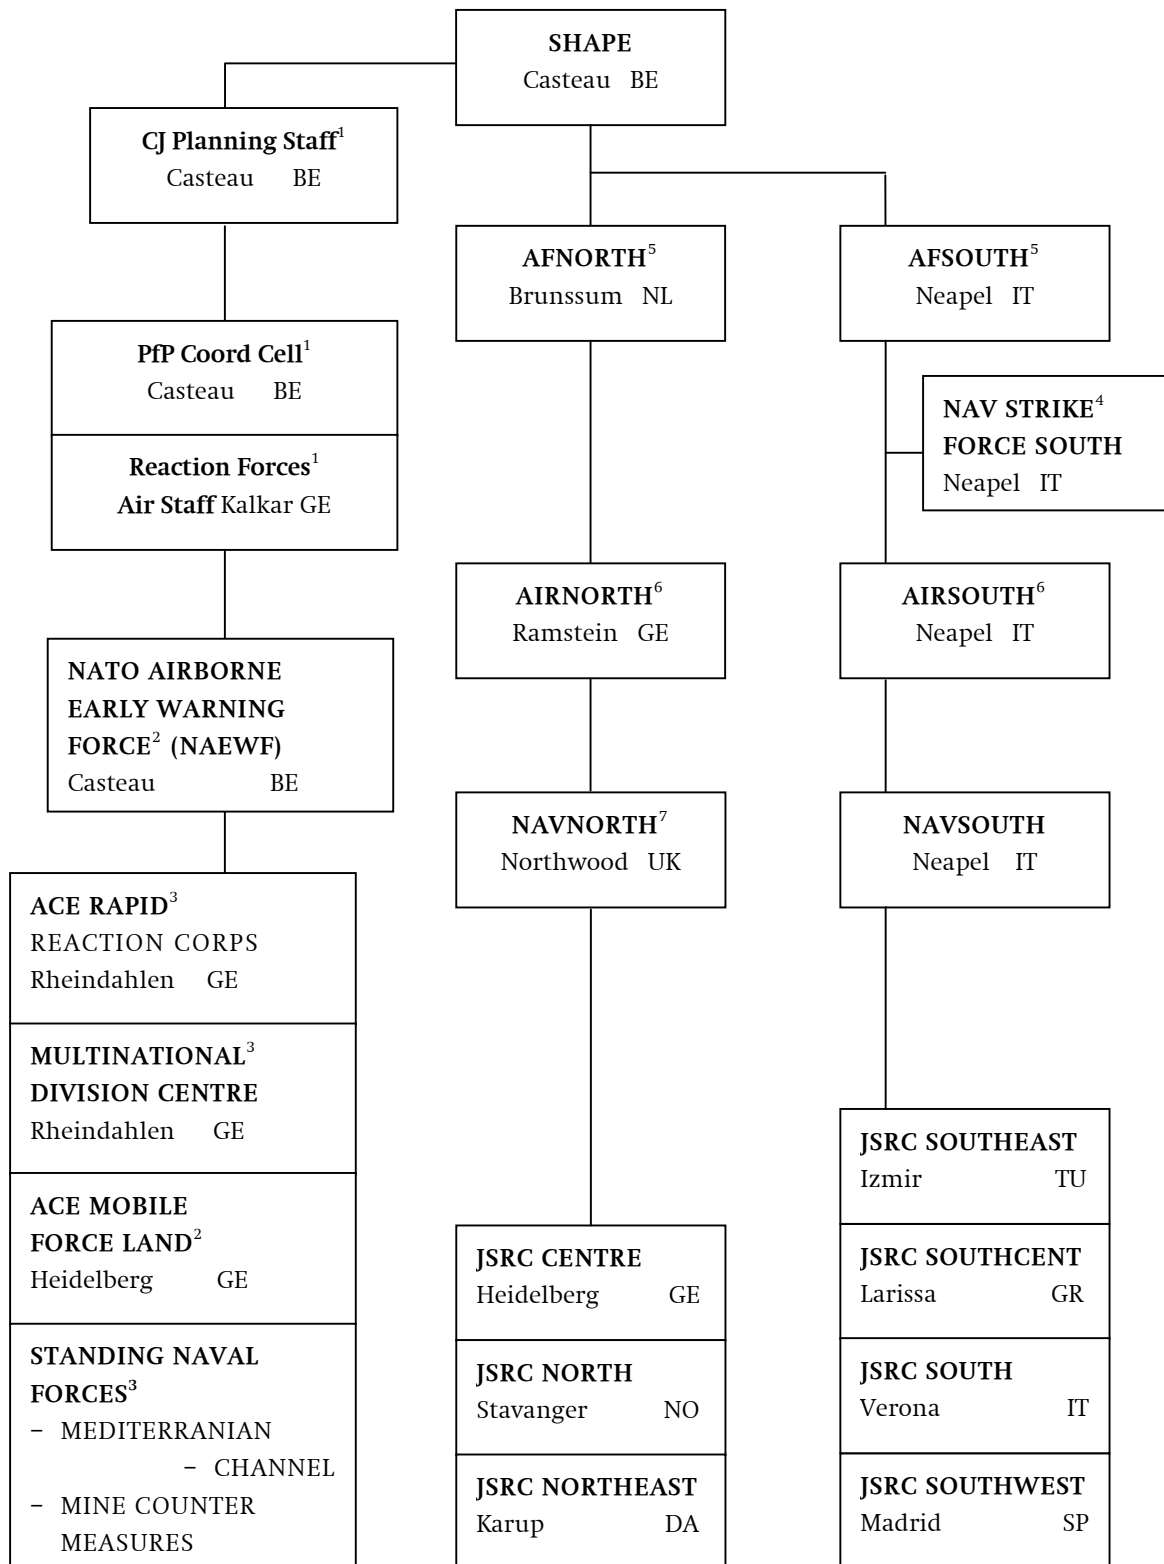 SHAPE
Casteau BE
CJ Planning Staff¹
Casteau BE
PfP Coord Cell¹
Casteau BE
Reaction Forces¹
Air Staff Kalkar GE
NATO AIRBORNE
EARLY WARNING
FORCE² (NAEWF)
Casteau BE
ACE RAPID³
REACTION CORPS
Rheindahlen GE
MULTINATIONAL³
DIVISION CENTRE
Rheindahlen GE
ACE MOBILE
FORCE LAND²
Heidelberg GE
STANDING NAVAL
FORCES³
– MEDITERRANIAN
– CHANNEL
– MINE COUNTER
MEASURES
AFNORTH⁵
Brunssum NL
AIRNORTH⁶
Ramstein GE
NAVNORTH⁷
Northwood UK
JSRC CENTRE
Heidelberg GE
JSRC NORTH
Stavanger NO
JSRC NORTHEAST
Karup DA
AFSOUTH⁵
Neapel IT
NAV STRIKE⁴
FORCE SOUTH
Neapel IT
AIRSOUTH⁶
Neapel IT
NAVSOUTH
Neapel IT
JSRC SOUTHEAST
Izmir TU
JSRC SOUTHCENT
Larissa GR
JSRC SOUTH
Verona IT
JSRC SOUTHWEST
Madrid SP